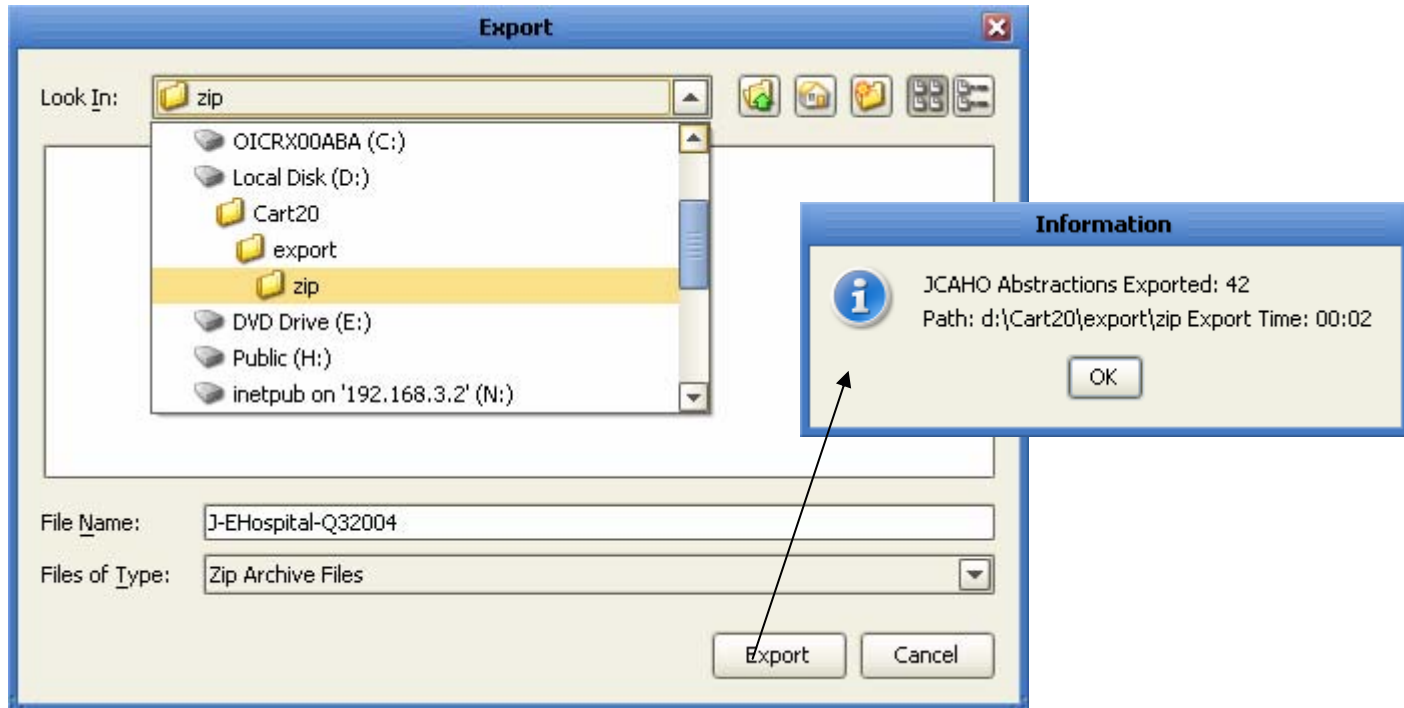 Export
Look In:
zip
OICRX00ABA (C:)
Local Disk (D:)
Cart20
export
zip
DVD Drive (E:)
Public (H:)
inetpub on '192.168.3.2' (N:)
File Name:
J-EHospital-Q32004
Files of Type:
Zip Archive Files
Export
Cancel
Information
JCAHO Abstractions Exported: 42
Path: d:\Cart20\export\zip Export Time: 00:02
OK